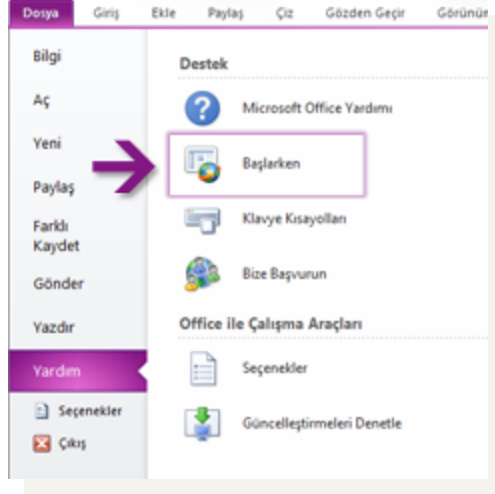 Dosya Giriş Ekle Paylaş Çiz Gözden Geçir Görünür
Bilgi
Aç
Yeni
Paylaş
Farklı
Kaydet
Gönder
Yazdır
Yardım
Seçenekler
Çıkış
Destek
Microsoft Office Yardımı
Başlarken
Klavye Kısayolları
Bize Başvurun
Office ile Çalışma Araçları
Seçenekler
Güncelleştirmeleri Denetle